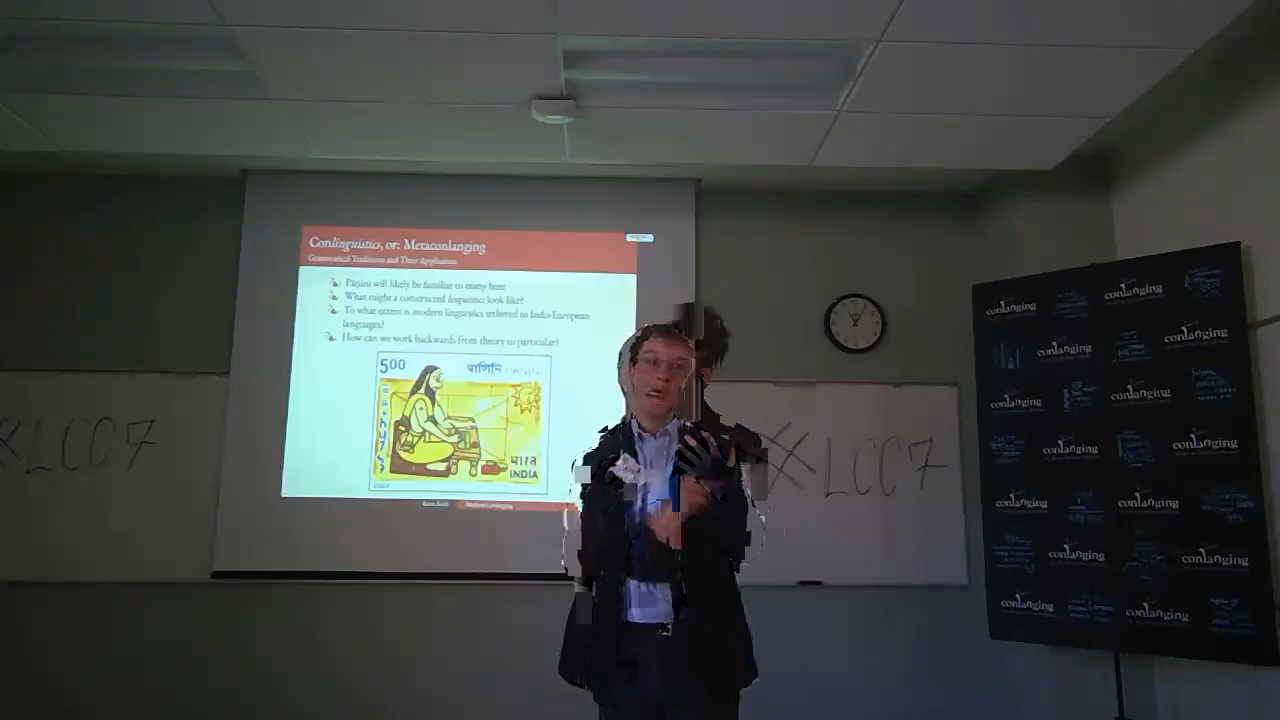 Conlinguistics, or: Metaconlanging
Grammatical Traditions and Their Application
Pāṇini will likely be familiar to many here
What might a constructed linguistics look like?
To what extent is modern linguistics tethered to Indo-European
languages?
How can we work backwards from theory to particular?
500
पाणिनि
भारत
INDIA
LCC7
LCC7
conlanging
conlanging
conlanging
conlanging
conlanging
conlanging
conlanging
conlanging
conlanging
conlanging
conlanging
conlanging
conlanging
conlanging